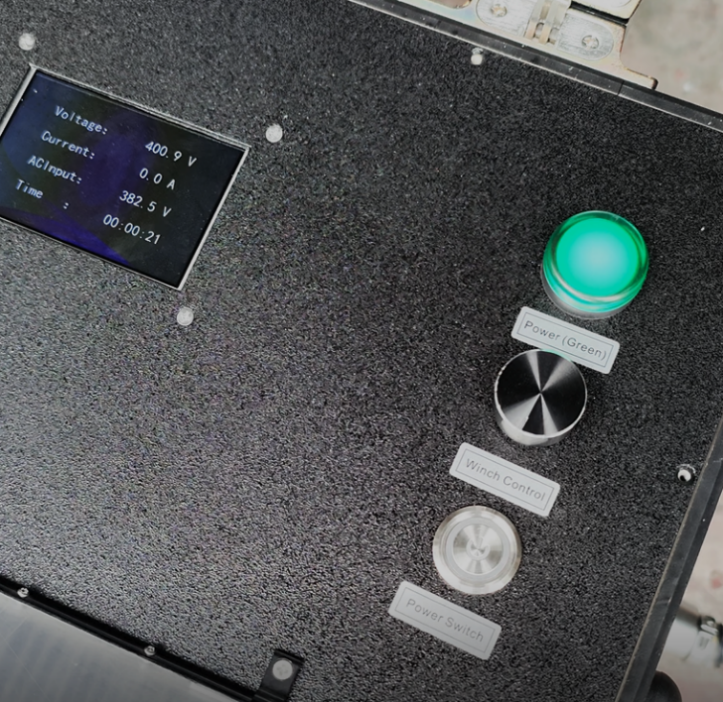 Voltage: 400.9 V
Current: 0.0 A
ACInput: 382.5 V
Time : 00:00:21
Power (Green)
Winch Control
Power Switch